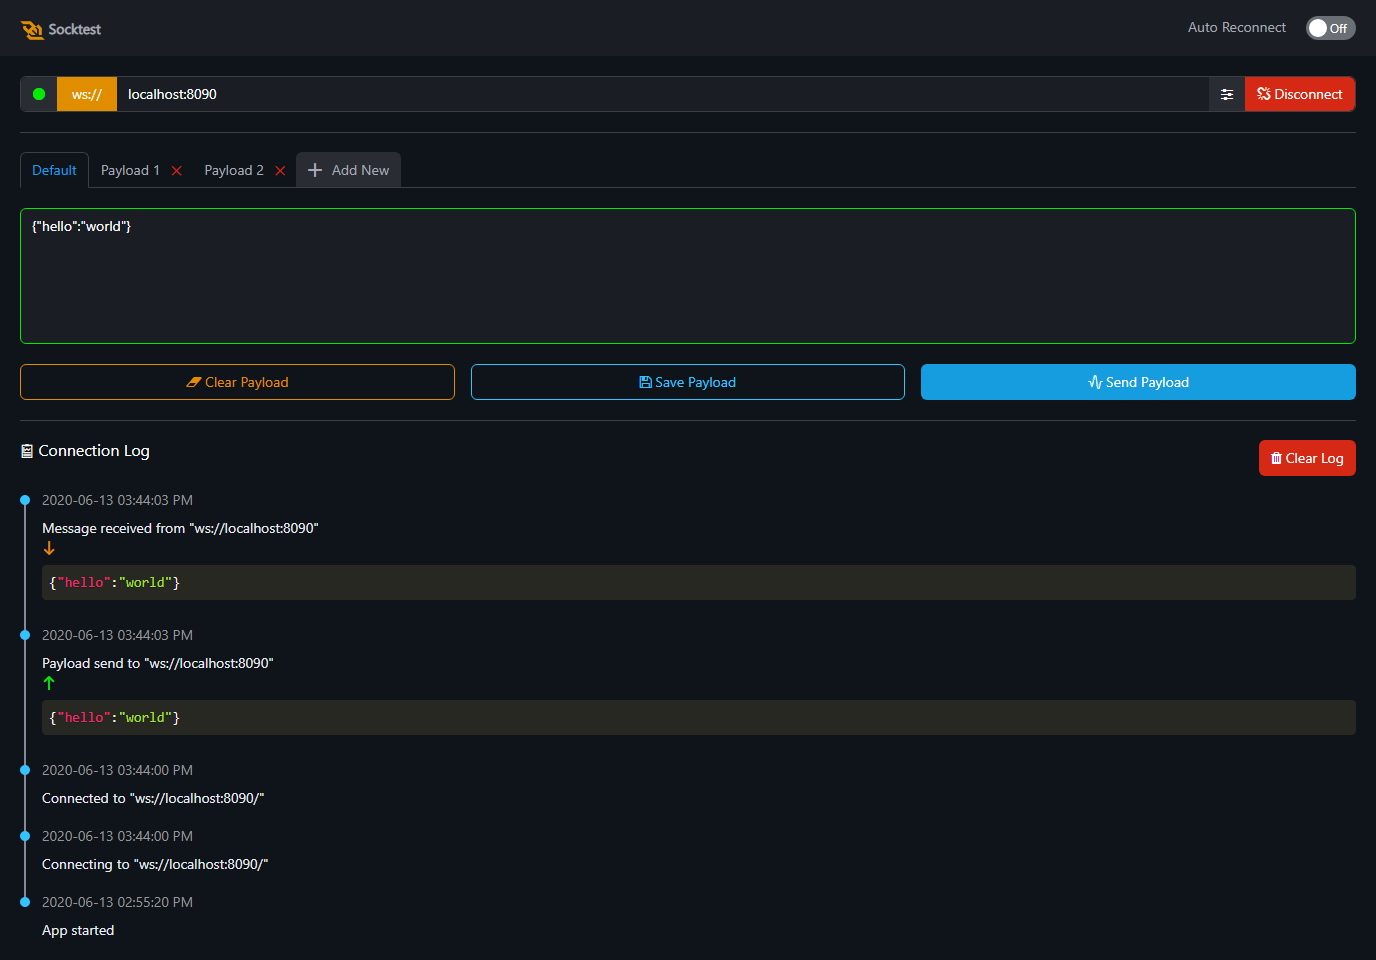 Socktest
Auto Reconnect
Off
ws://
localhost:8090
Disconnect
Default
Payload 1
Payload 2
Add New
{"hello":"world"}
Clear Payload
Save Payload
Send Payload
Connection Log
Clear Log
2020-06-13 03:44:03 PM
Message received from "ws://localhost:8090"
{"hello":"world"}
2020-06-13 03:44:03 PM
Payload send to "ws://localhost:8090"
{"hello":"world"}
2020-06-13 03:44:00 PM
Connected to "ws://localhost:8090/"
2020-06-13 03:44:00 PM
Connecting to "ws://localhost:8090/"
2020-06-13 02:55:20 PM
App started